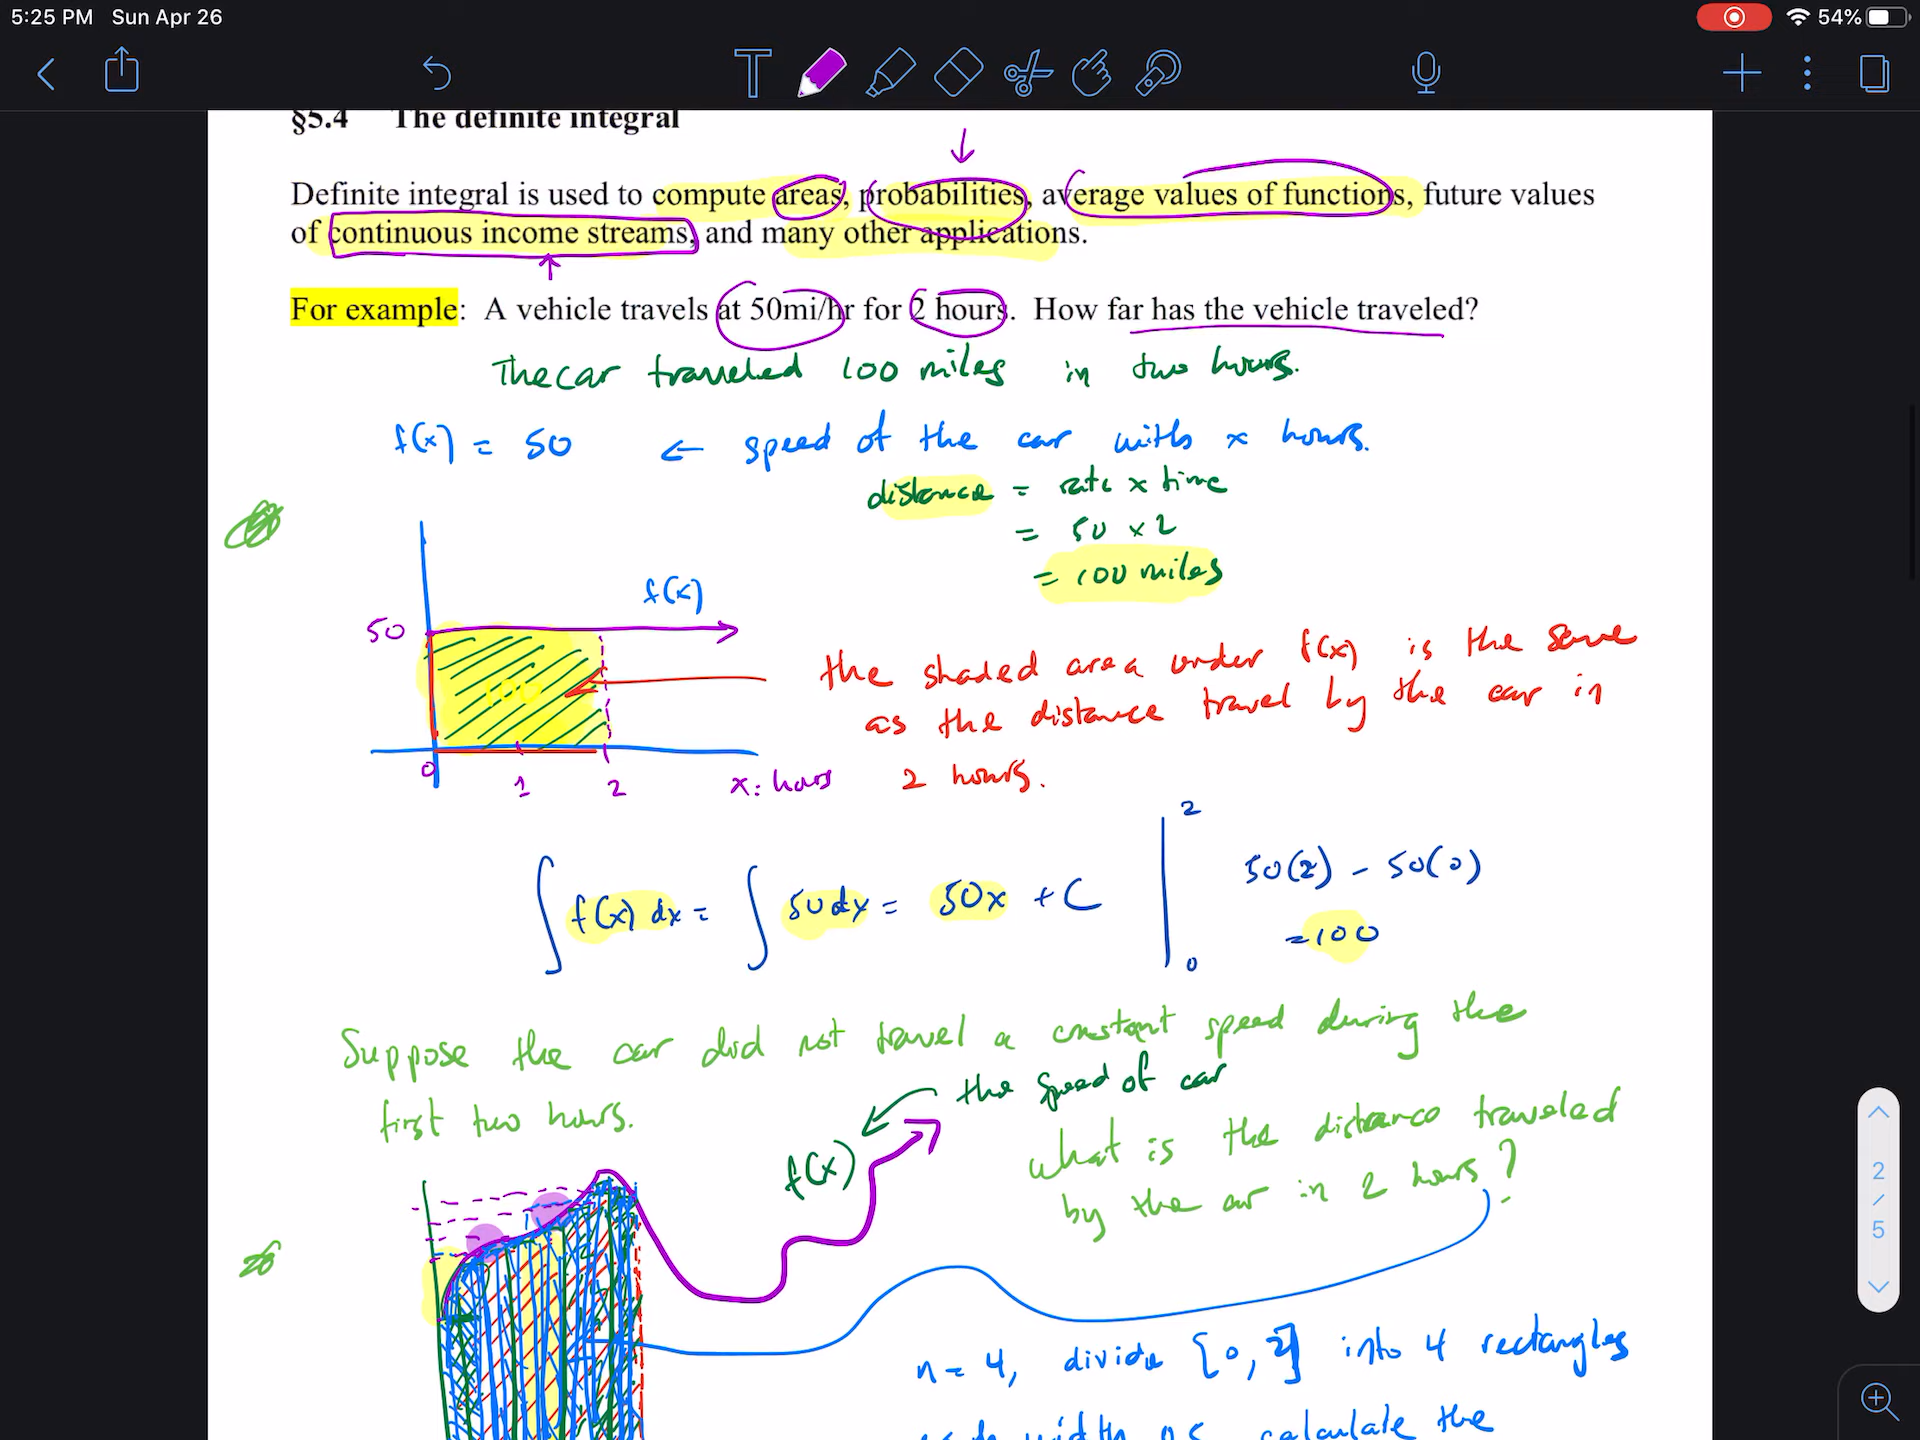 5:25 PM Sun Apr 26
54%
§5.4 The definite integral
Definite integral is used to compute areas, probabilities, average values of functions, future values
of continuous income streams, and many other applications.
For example: A vehicle travels at 50mi/hr for 2 hours. How far has the vehicle traveled?
The car traveled 100 miles in two hours.
f(x) = 50 ← speed of the car with x hours.
distance = rate x time
= 50 x 2
= 100 miles
f(x)
50
100
the shaded area under f(x) is the same
as the distance travel by the car in
2 hours.
0 1 2 x: hours
∫ f(x) dx = ∫ 50 dx = 50x + C | 2 0
50(2) - 50(0)
= 100
Suppose the car did not travel a constant speed during the
first two hours.
the speed of car
f(x)
What is the distance traveled
by the car in 2 hours?
n = 4, divide [0, 2] into 4 rectangles
width 0.5 calculate the
2
/
5